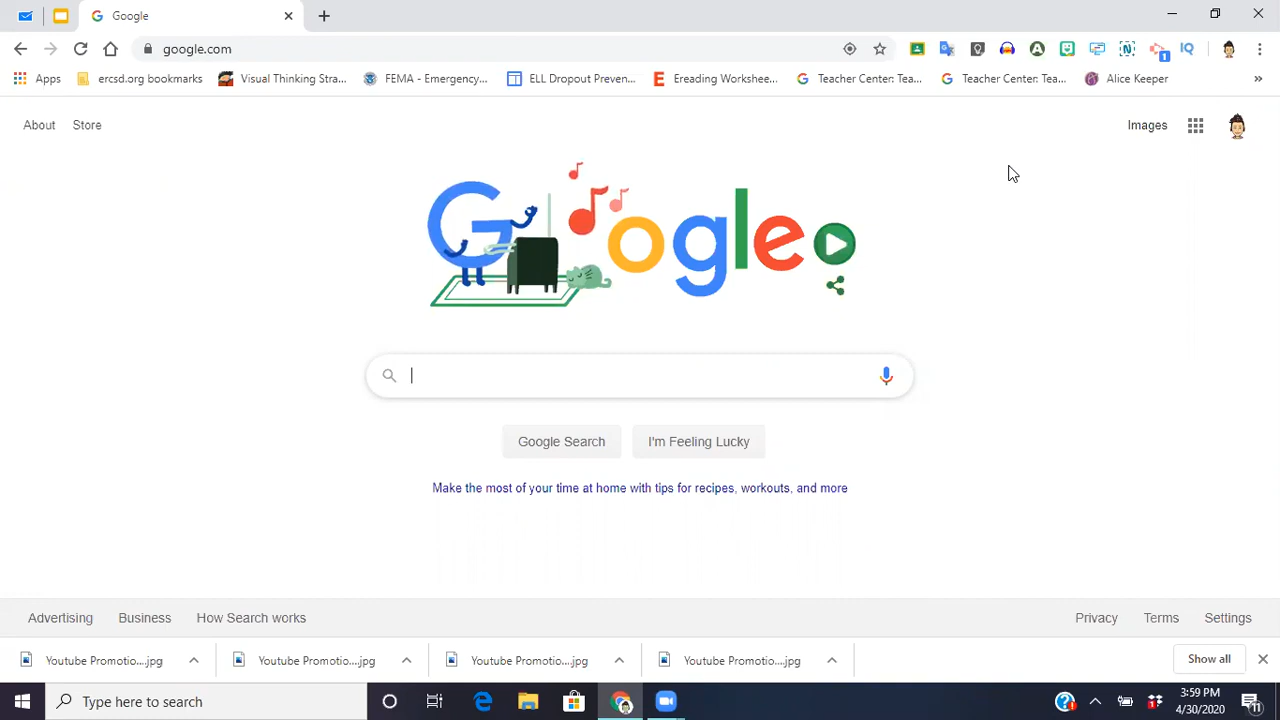 Google
google.com
Apps
ercsd.org bookmarks
Visual Thinking Stra...
FEMA - Emergency...
ELL Dropout Preven...
Ereading Workshee...
Teacher Center: Tea...
Teacher Center: Tea...
Alice Keeper
»
About
Store
Images
Google
Google Search
I'm Feeling Lucky
Make the most of your time at home with tips for recipes, workouts, and more
Advertising
Business
How Search works
Privacy
Terms
Settings
Youtube Promotio....jpg
Youtube Promotio....jpg
Youtube Promotio....jpg
Youtube Promotio....jpg
Show all
Type here to search
3:59 PM
4/30/2020
11